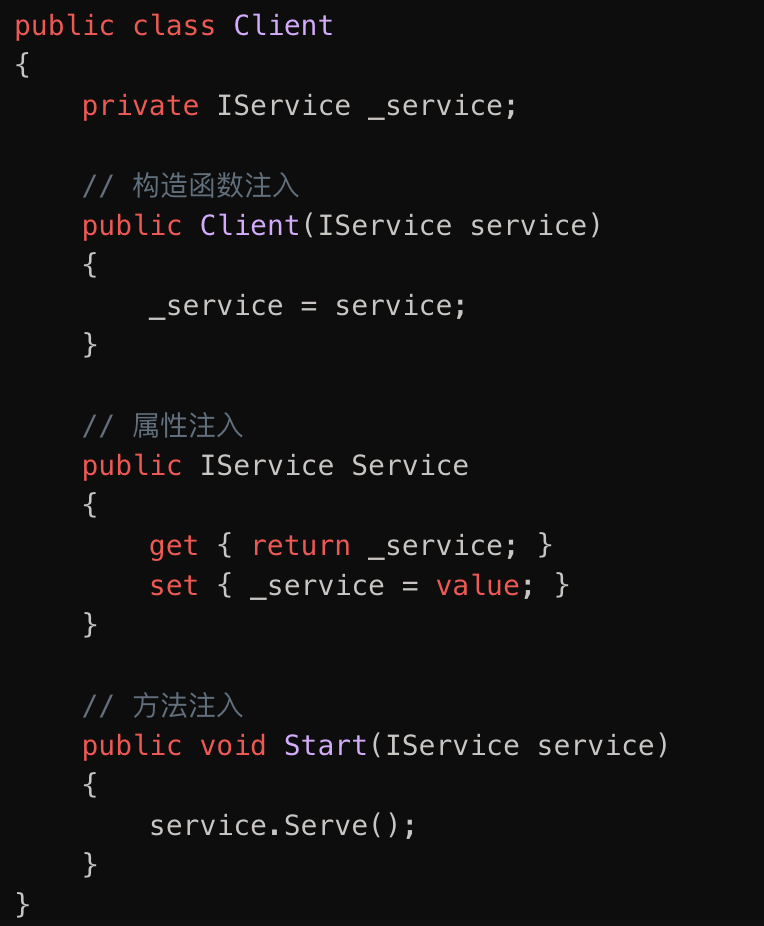 public class Client
{
    private IService _service;

    // 构造函数注入
    public Client(IService service)
    {
        _service = service;
    }

    // 属性注入
    public IService Service
    {
        get { return _service; }
        set { _service = value; }
    }

    // 方法注入
    public void Start(IService service)
    {
        service.Serve();
    }
}